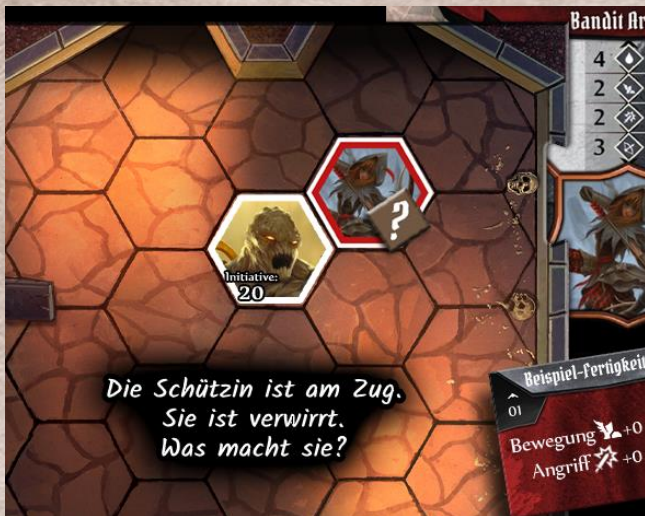 Bandit Ar
4
2
2
3
?
Initiative:
20
Die Schützin ist am Zug.
Sie ist verwirrt.
Was macht sie?
Beispiel-Fertigkeit
01
Bewegung +0
Angriff +0